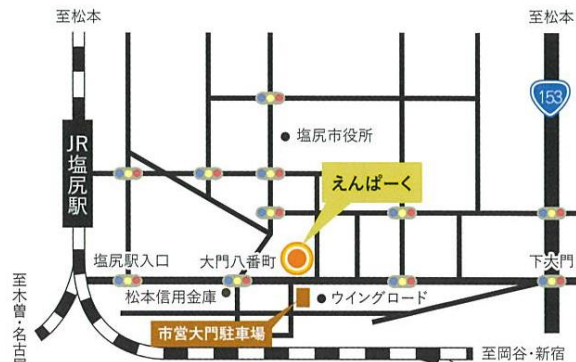 至松本
至松本
153
JR塩尻駅
塩尻市役所
えんぱーく
塩尻駅入口
大門八番町
下大門
松本信用金庫
ウイングロード
市営大門駐車場
至木曽・名古屋
至岡谷・新宿